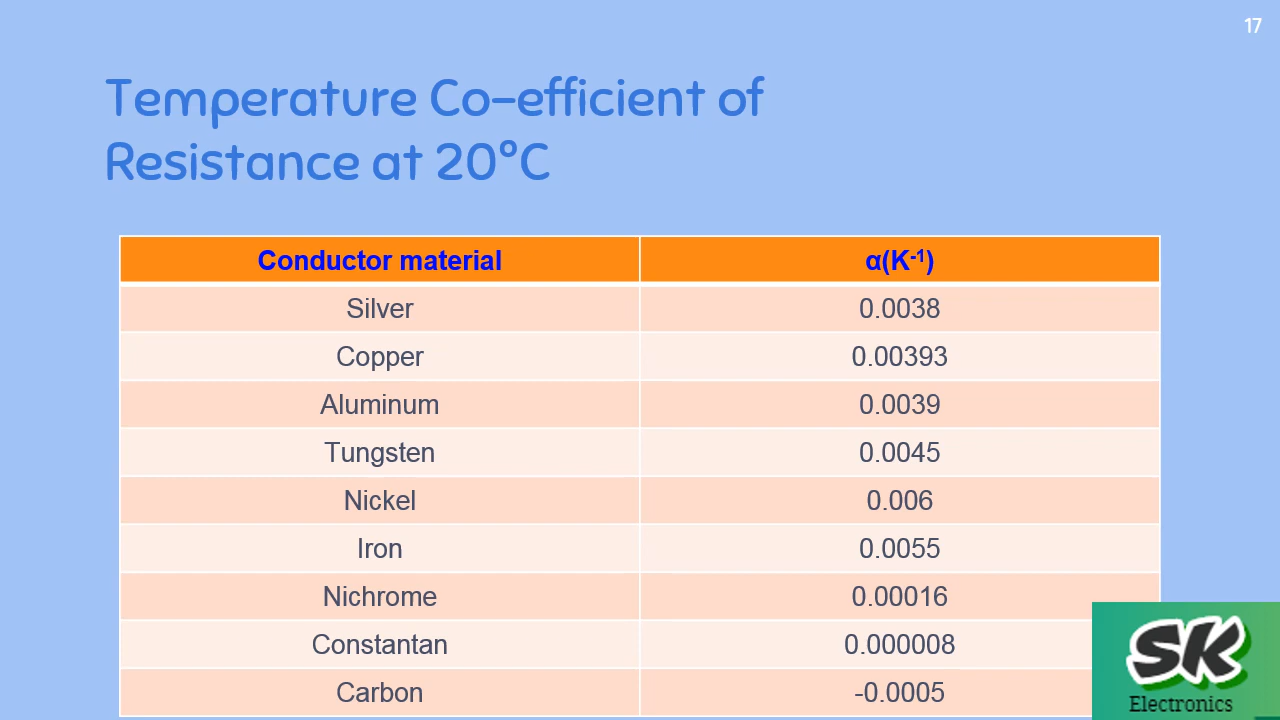 17
Temperature Co-efficient of
Resistance at 20°C
Conductor material α(K-¹)
Silver 0.0038
Copper 0.00393
Aluminum 0.0039
Tungsten 0.0045
Nickel 0.006
Iron 0.0055
Nichrome 0.00016
Constantan 0.000008
Carbon -0.0005
SK
Electronics